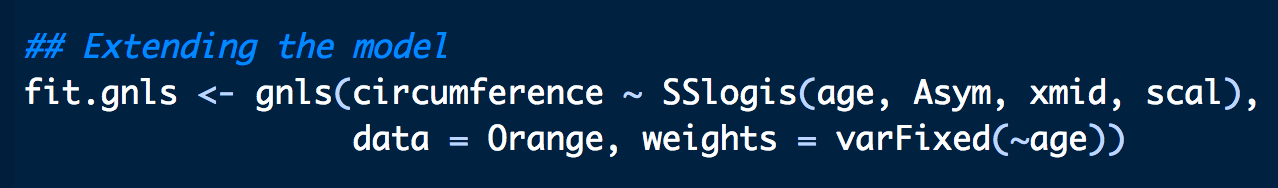 ## Extending the model
fit.gnls <- gnls(circumference ~ SSlogis(age, Asym, xmid, scal),
data = Orange, weights = varFixed(~age))